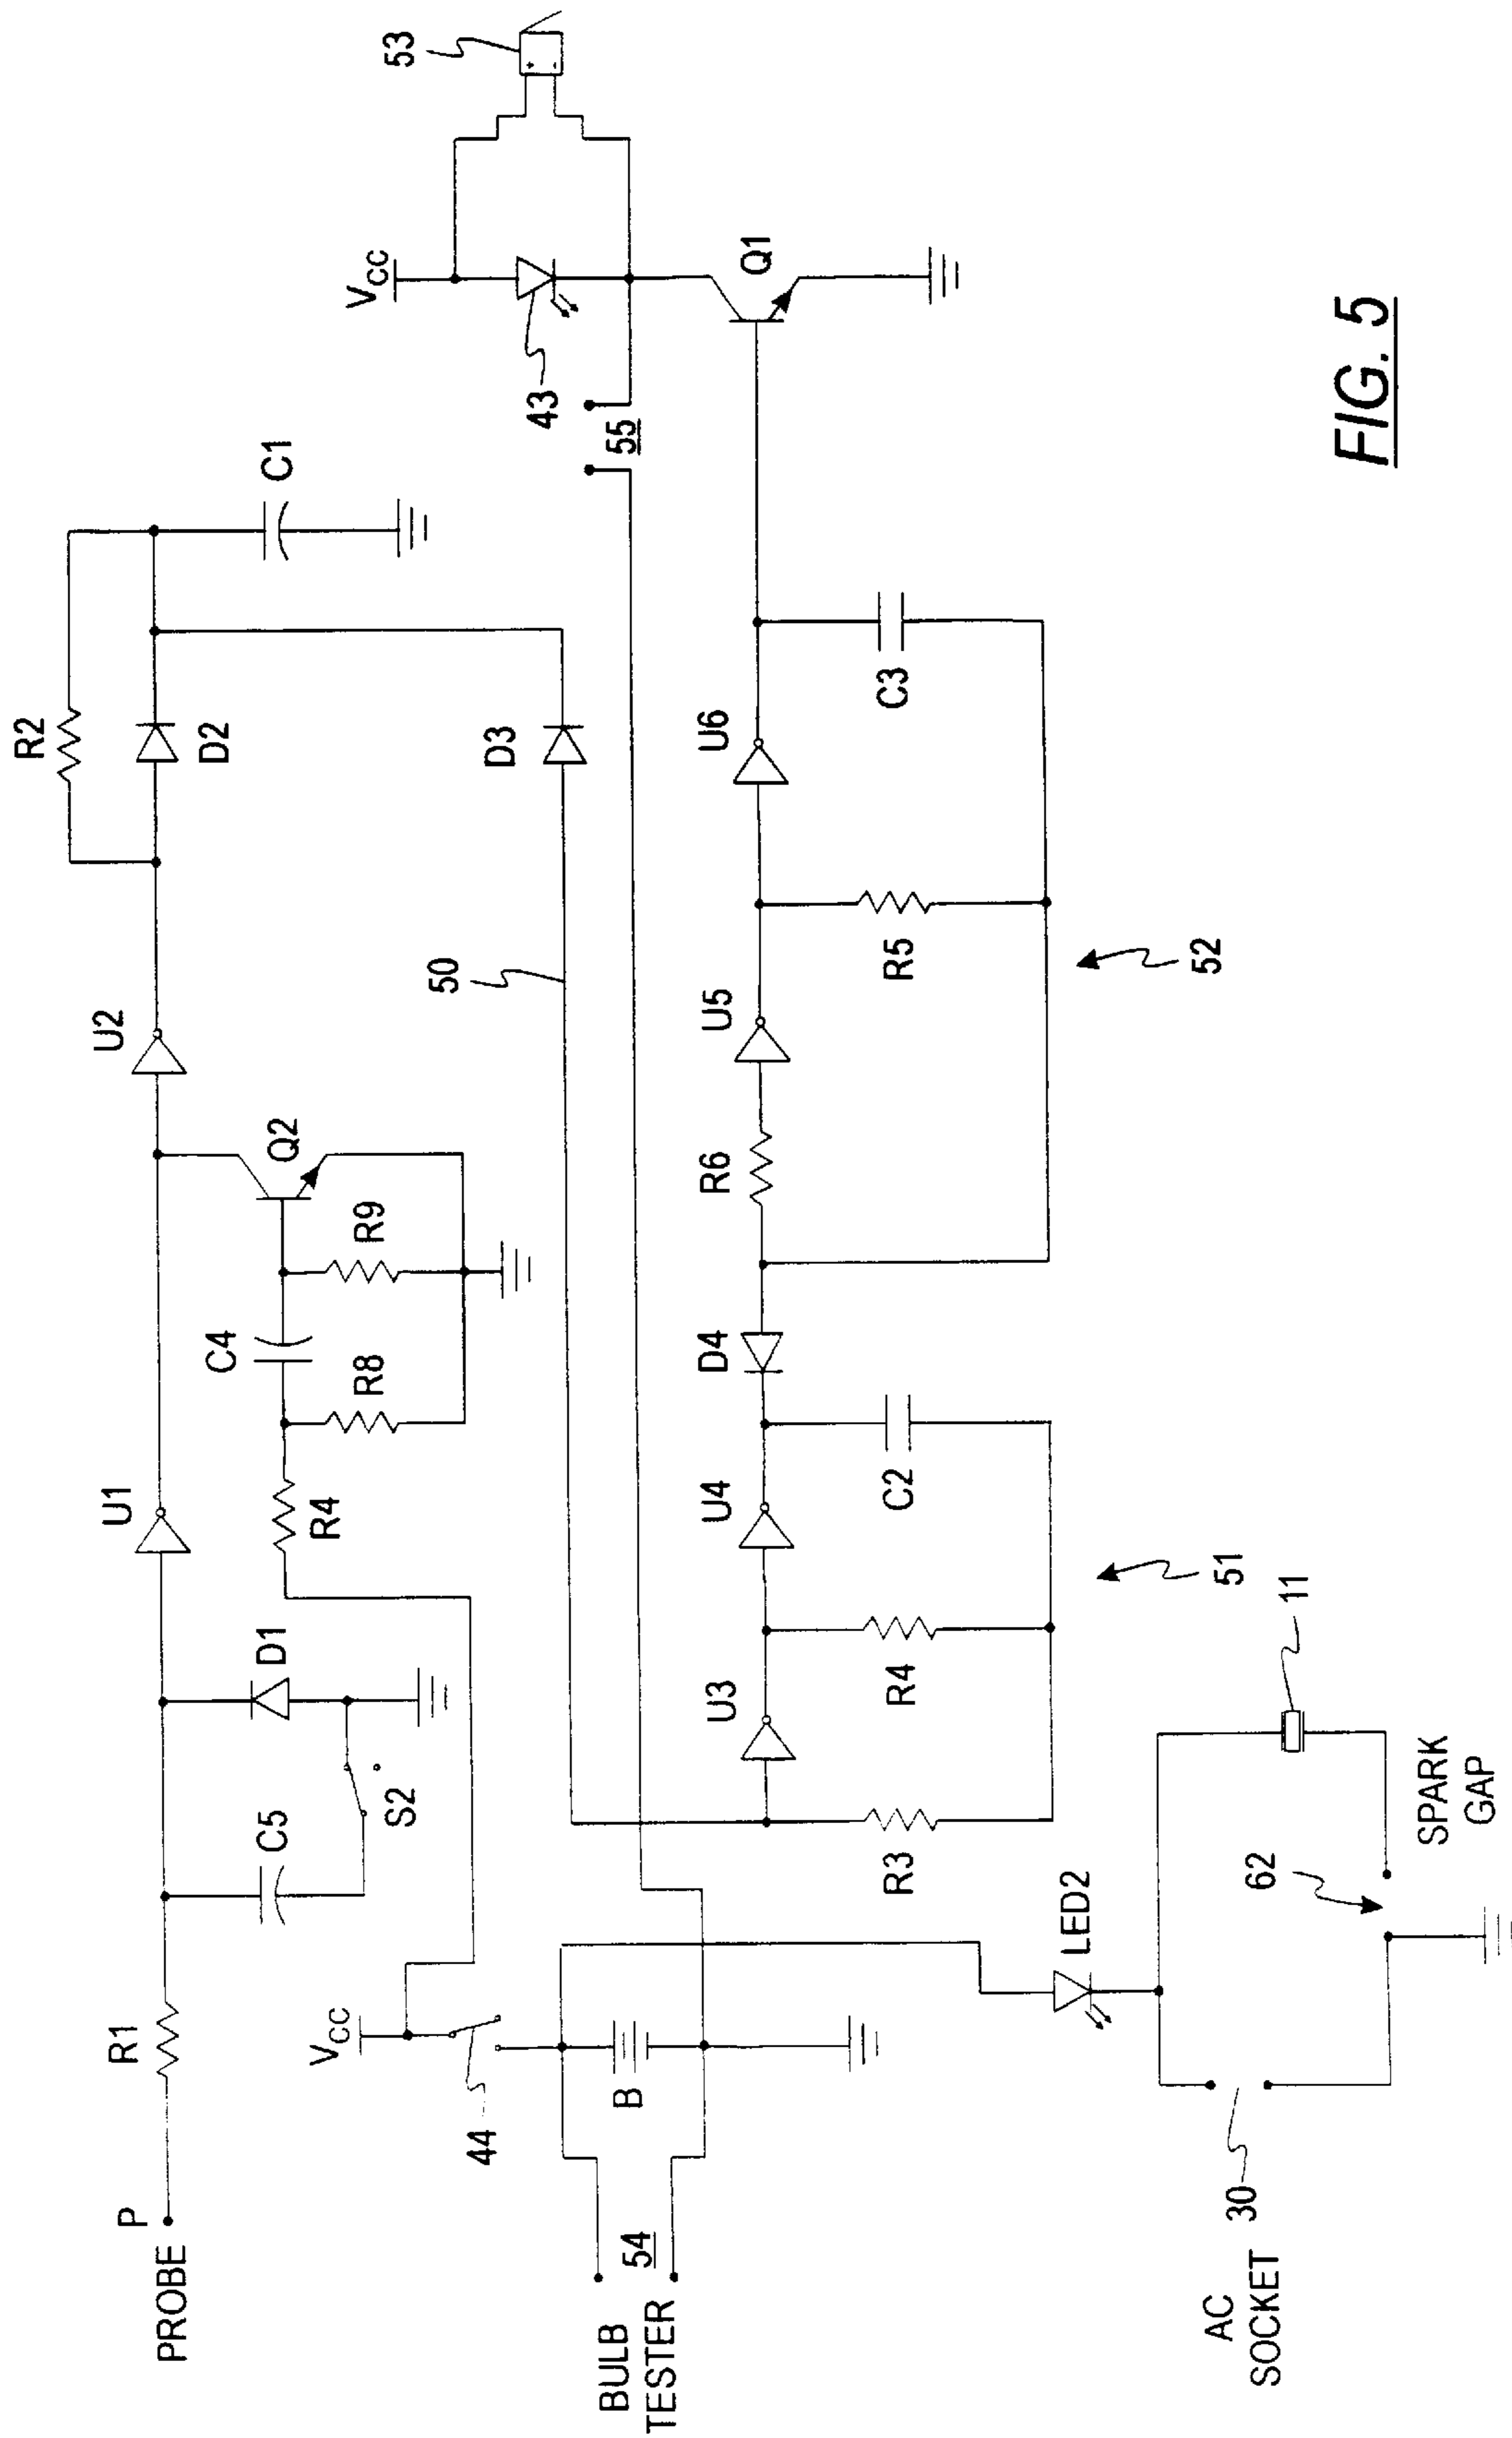 PROBE P
R1
C5
S2
D1
U1
R4
C4
R8
R9
Q2
U2
R2
D2
C1
VCC
44
B
BULB
TESTER
54
50
D3
VCC
43
53
55
R3
U3
R4
U4
C2
51
D4
R6
U5
R5
U6
C3
52
Q1
LED2
AC
SOCKET
30
62
11
SPARK
GAP
FIG. 5